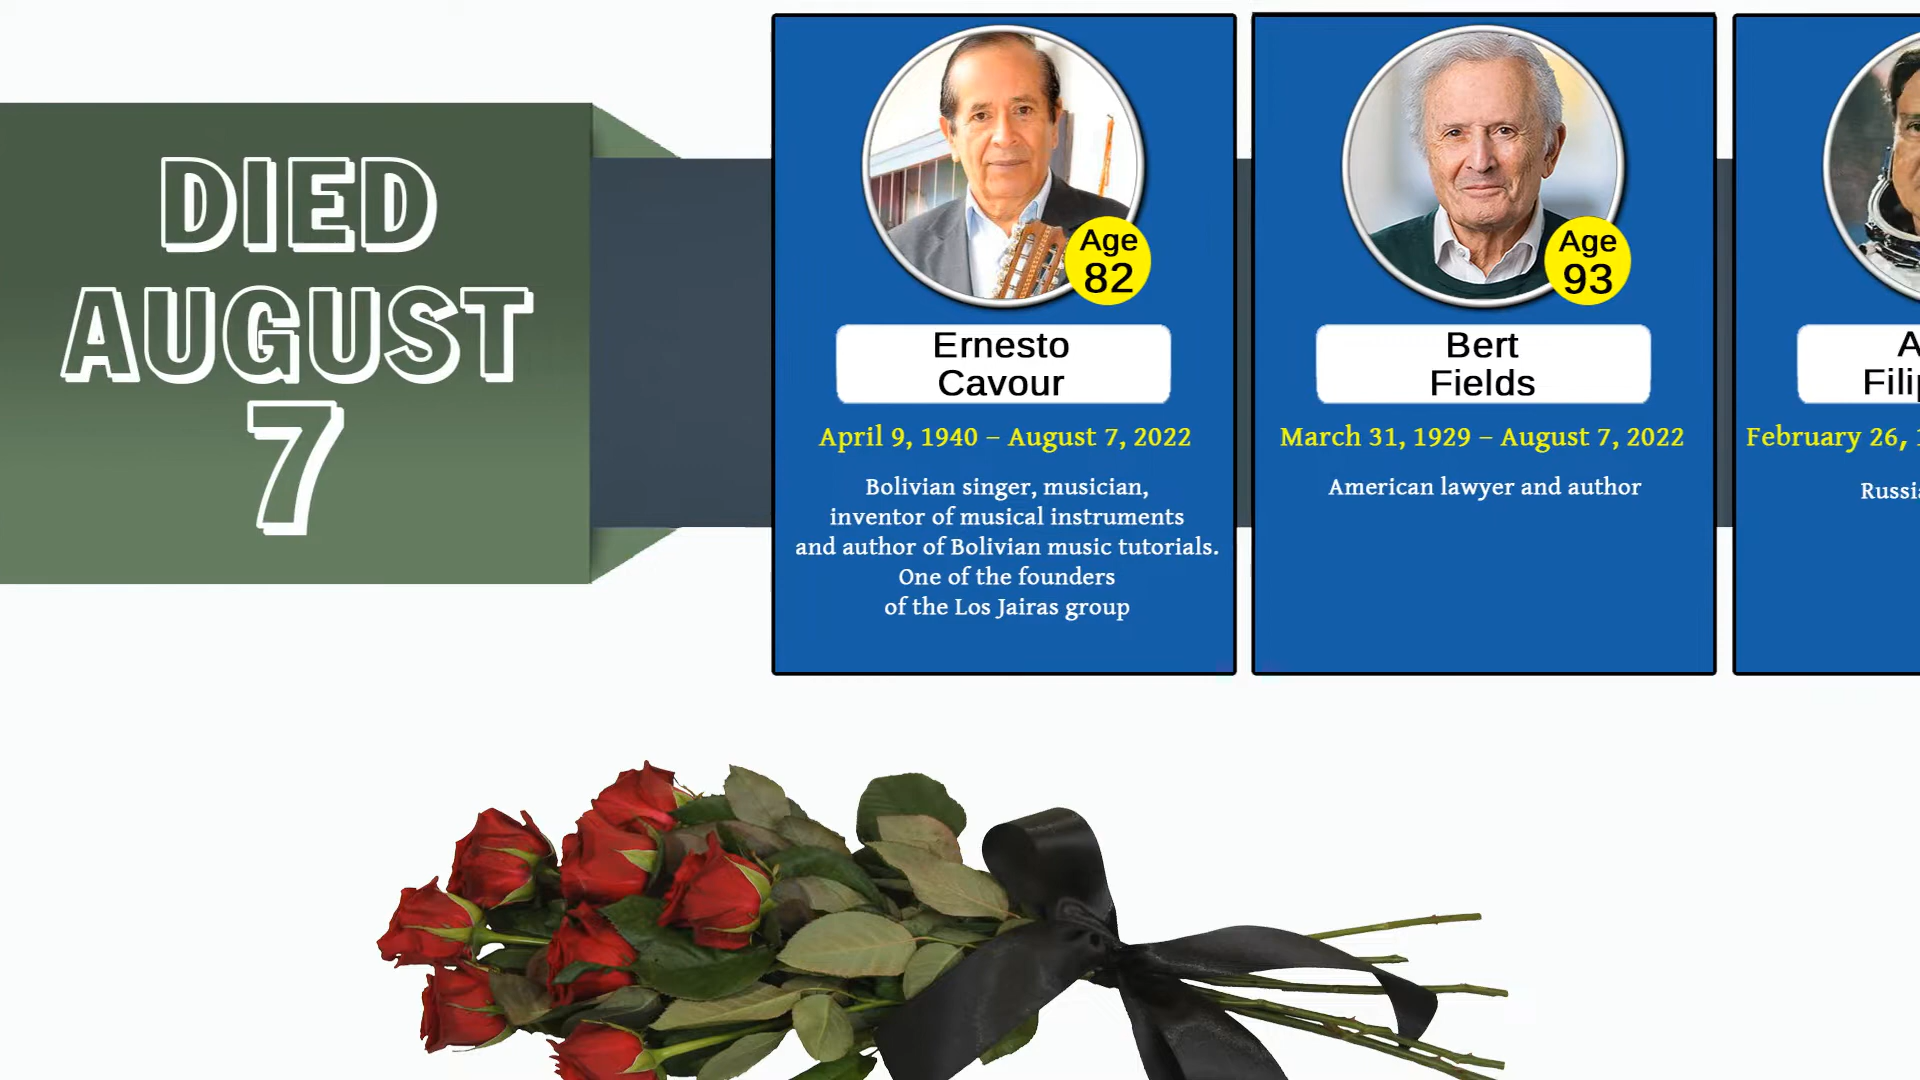 DIED
AUGUST
7
Age
82
Ernesto
Cavour
April 9, 1940 – August 7, 2022
Bolivian singer, musician,
inventor of musical instruments
and author of Bolivian music tutorials.
One of the founders
of the Los Jairas group
Age
93
Bert
Fields
March 31, 1929 – August 7, 2022
American lawyer and author
February 26,